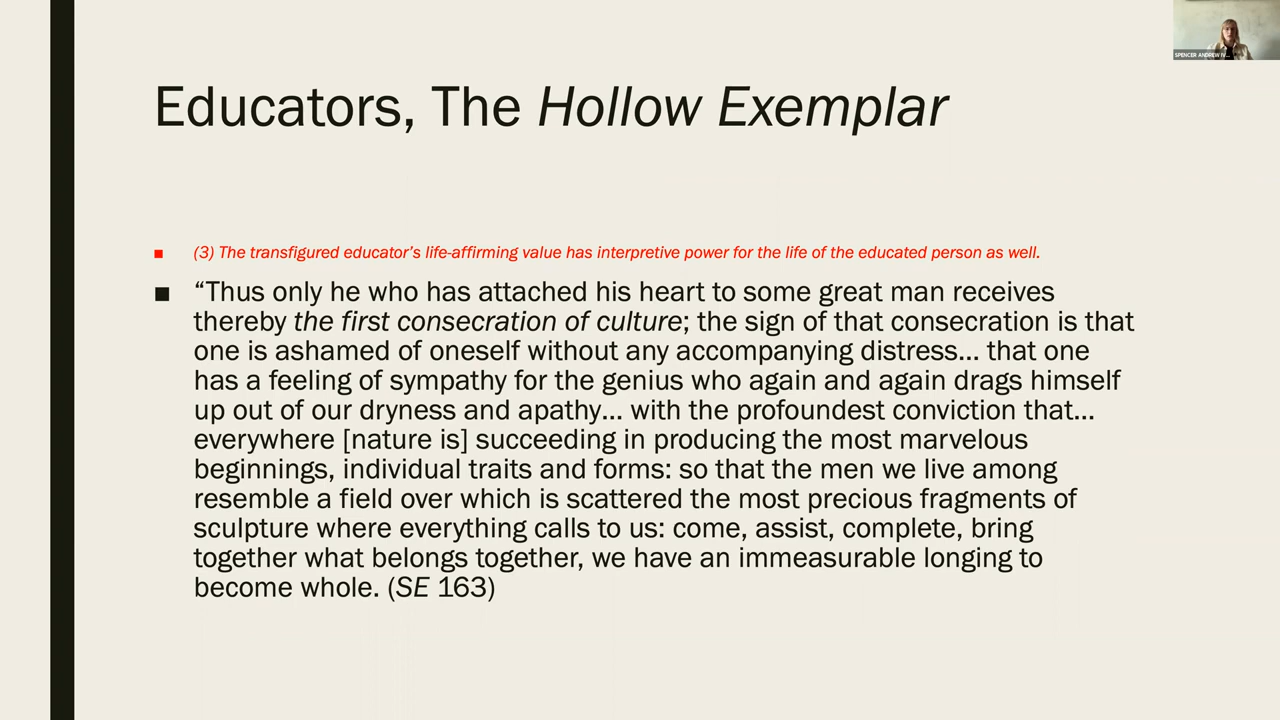 SPENCER ANDREW IV...
Educators, The Hollow Exemplar
(3) The transfigured educator's life-affirming value has interpretive power for the life of the educated person as well.
“Thus only he who has attached his heart to some great man receives
thereby the first consecration of culture; the sign of that consecration is that
one is ashamed of oneself without any accompanying distress... that one
has a feeling of sympathy for the genius who again and again drags himself
up out of our dryness and apathy... with the profoundest conviction that...
everywhere [nature is] succeeding in producing the most marvelous
beginnings, individual traits and forms: so that the men we live among
resemble a field over which is scattered the most precious fragments of
sculpture where everything calls to us: come, assist, complete, bring
together what belongs together, we have an immeasurable longing to
become whole. (SE 163)